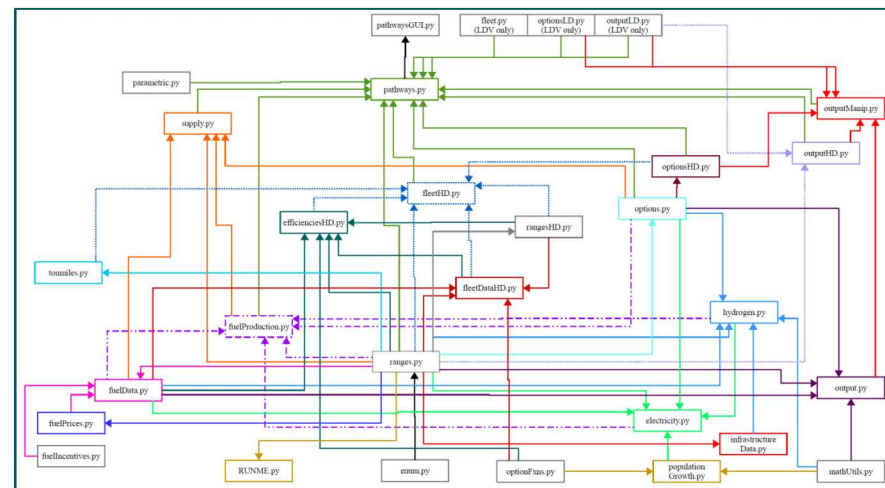 pathwaysGUI.py
fleet.py
(LDV only)
optionsLD.py
(LDV only)
outputLD.py
(LDV only)
parametric.py
pathways.py
outputManip.py
supply.py
outputHD.py
optionsHD.py
fleetHD.py
options.py
efficienciesHD.py
rangesHD.py
tonmiles.py
fleetDataHD.py
hydrogen.py
fuelProduction.py
ranges.py
fuelData.py
output.py
fuelPrices.py
electricity.py
infrastructure
Data.py
fuelIncentives.py
RUNME.py
enum.py
optionFxns.py
population
Growth.py
mathUtils.py